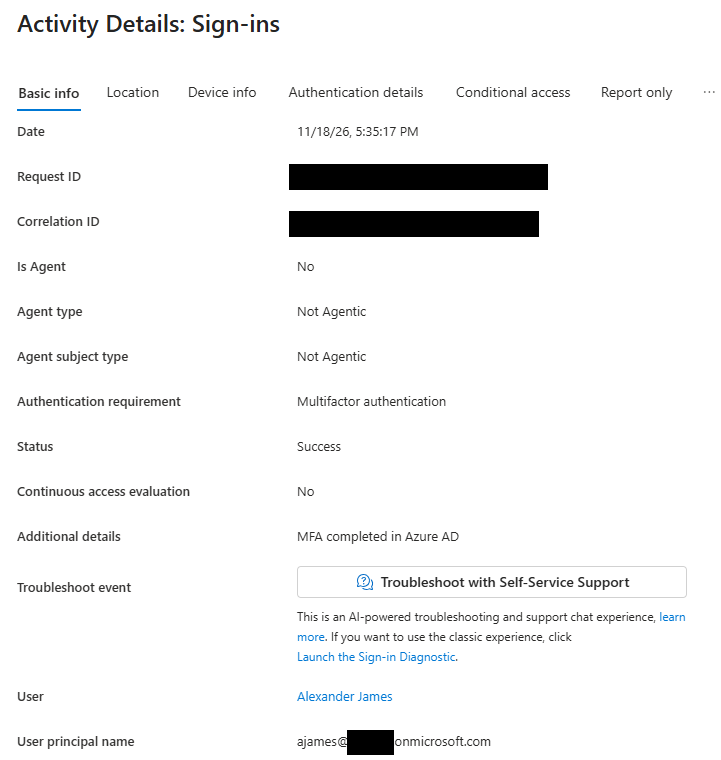 Activity Details: Sign-ins
Basic info Location Device info Authentication details Conditional access Report only ...
Date 11/18/26, 5:35:17 PM
Request ID
Correlation ID
Is Agent No
Agent type Not Agentic
Agent subject type Not Agentic
Authentication requirement Multifactor authentication
Status Success
Continuous access evaluation No
Additional details MFA completed in Azure AD
Troubleshoot event Troubleshoot with Self-Service Support
This is an AI-powered troubleshooting and support chat experience, learn
more. If you want to use the classic experience, click
Launch the Sign-in Diagnostic.
User Alexander James
User principal name ajames@ onmicrosoft.com